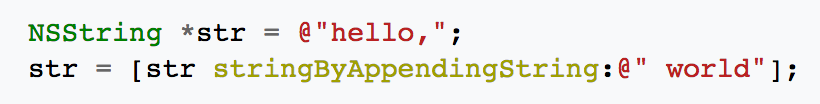 NSString *str = @"hello,";
str = [str stringByAppendingString:@" world"];